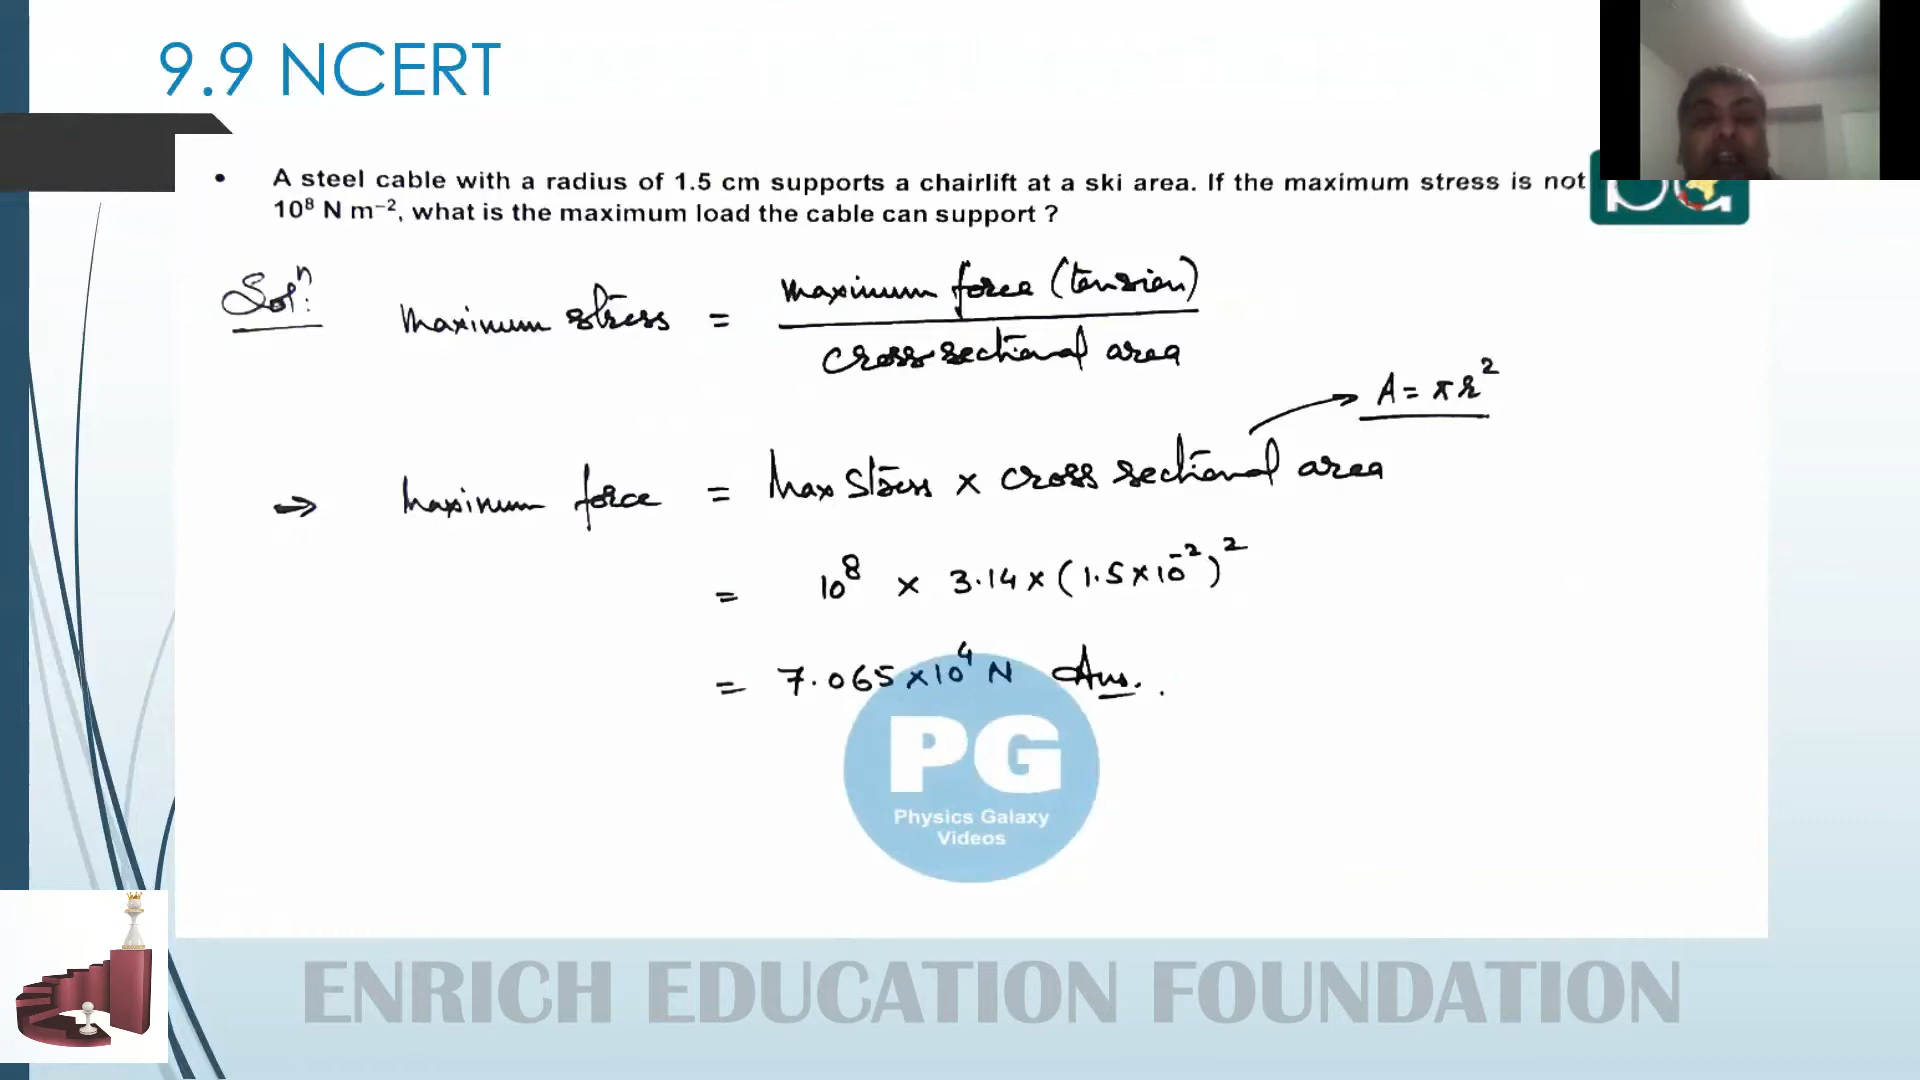 9.9 NCERT
• A steel cable with a radius of 1.5 cm supports a chairlift at a ski area. If the maximum stress is not
10⁸ N m⁻², what is the maximum load the cable can support ?
Solⁿ: maximum stress = maximum force (tension) / cross sectional area
A = πr²
⇒ maximum force = Max stress × cross sectional area
= 10⁸ × 3.14 × (1.5×10⁻²)²
= 7.065×10⁴ N Ans.
PG
Physics Galaxy
Videos
ENRICH EDUCATION FOUNDATION